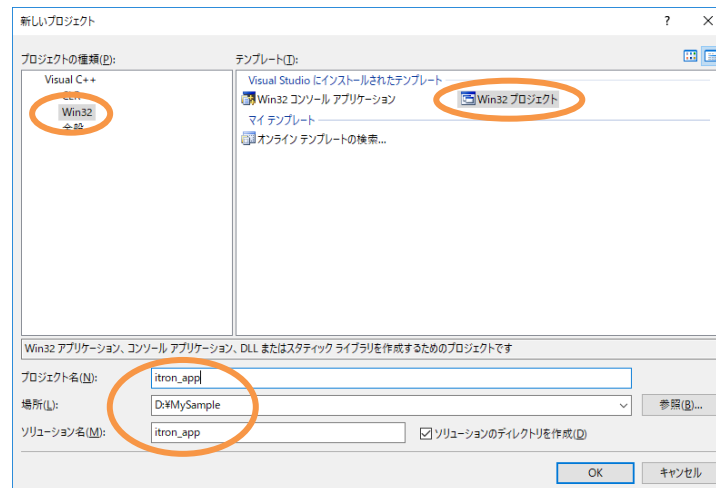 新しいプロジェクト
プロジェクトの種類(P):
テンプレート(T):
Visual C++
CLR
Win32
全般
Visual Studio にインストールされたテンプレート
Win32 コンソール アプリケーション
Win32 プロジェクト
マイ テンプレート
オンライン テンプレートの検索...
Win32 アプリケーション、コンソール アプリケーション、DLL またはスタティック ライブラリを作成するためのプロジェクトです
プロジェクト名(N):
itron_app
場所(L):
D:¥MySample
参照(B)...
ソリューション名(M):
itron_app
ソリューションのディレクトリを作成(D)
OK
キャンセル